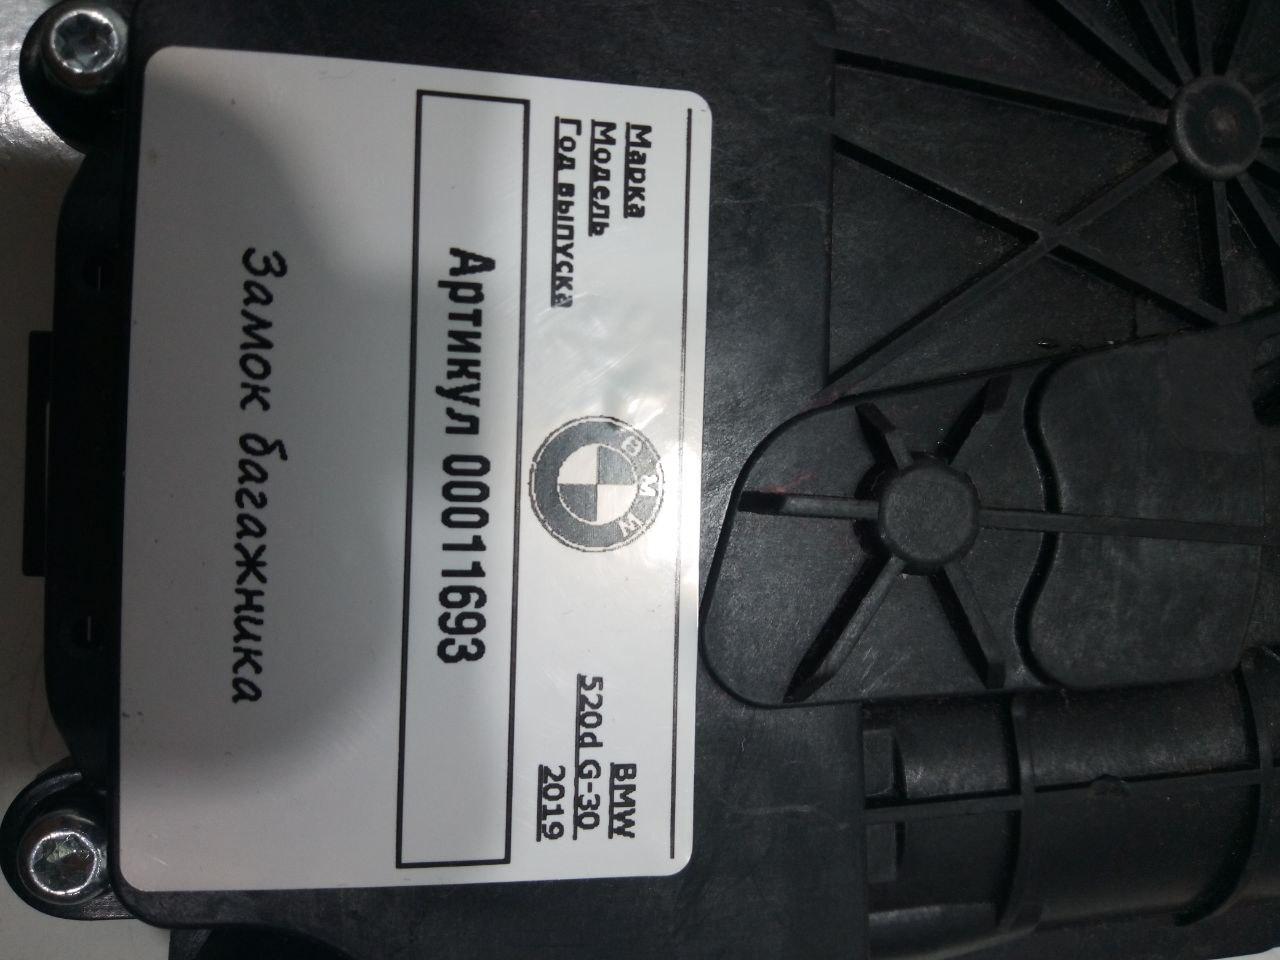 Марка BMW
Модель 520d G-30
Год выпуска 2019
BMW
Артикул 00011693
Замок багажника